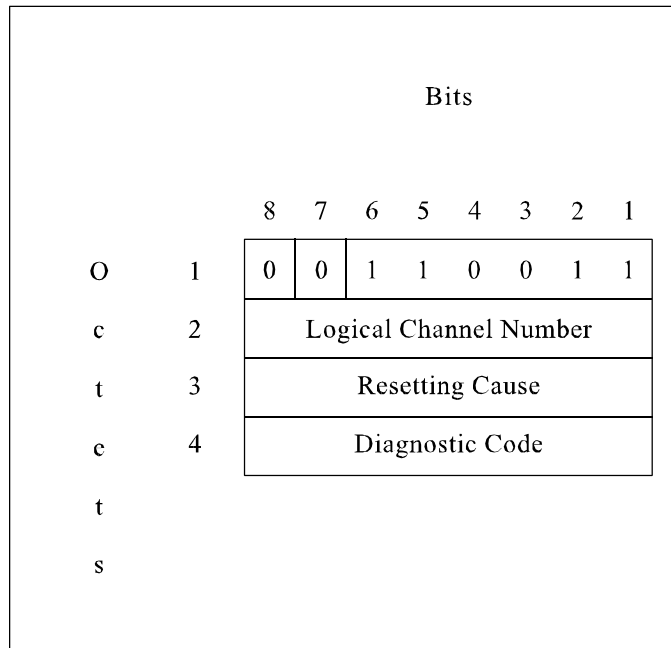 Bits
8 7 6 5 4 3 2 1
O 1 0 0 1 1 0 0 1 1
c 2 Logical Channel Number
t 3 Resetting Cause
e 4 Diagnostic Code
t
s